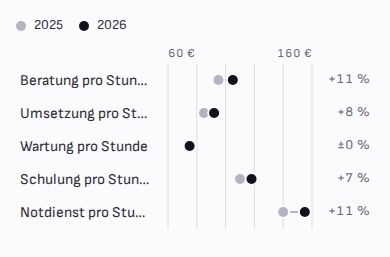 2025 2026
60 € 160 €
Beratung pro Stun... +11 %
Umsetzung pro St... +8 %
Wartung pro Stunde ±0 %
Schulung pro Stun... +7 %
Notdienst pro Stu... +11 %